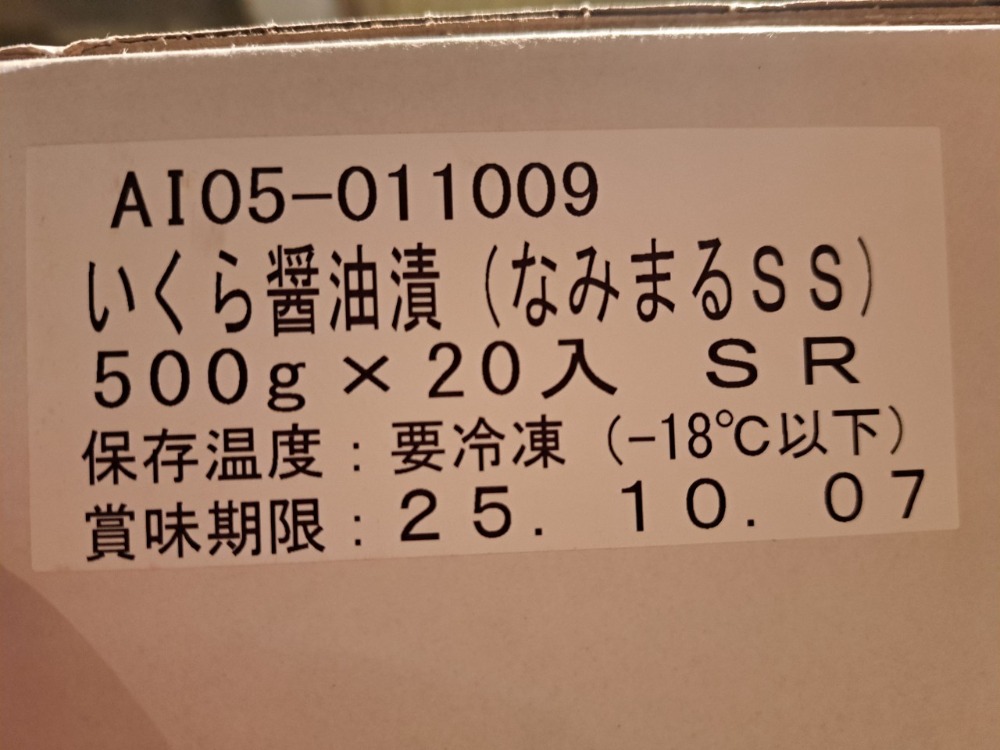 AI05-011009
いくら醤油漬（なみまるＳＳ）
500g×20入　ＳＲ
保存温度：要冷凍（-18℃以下）
賞味期限：25. 10. 07